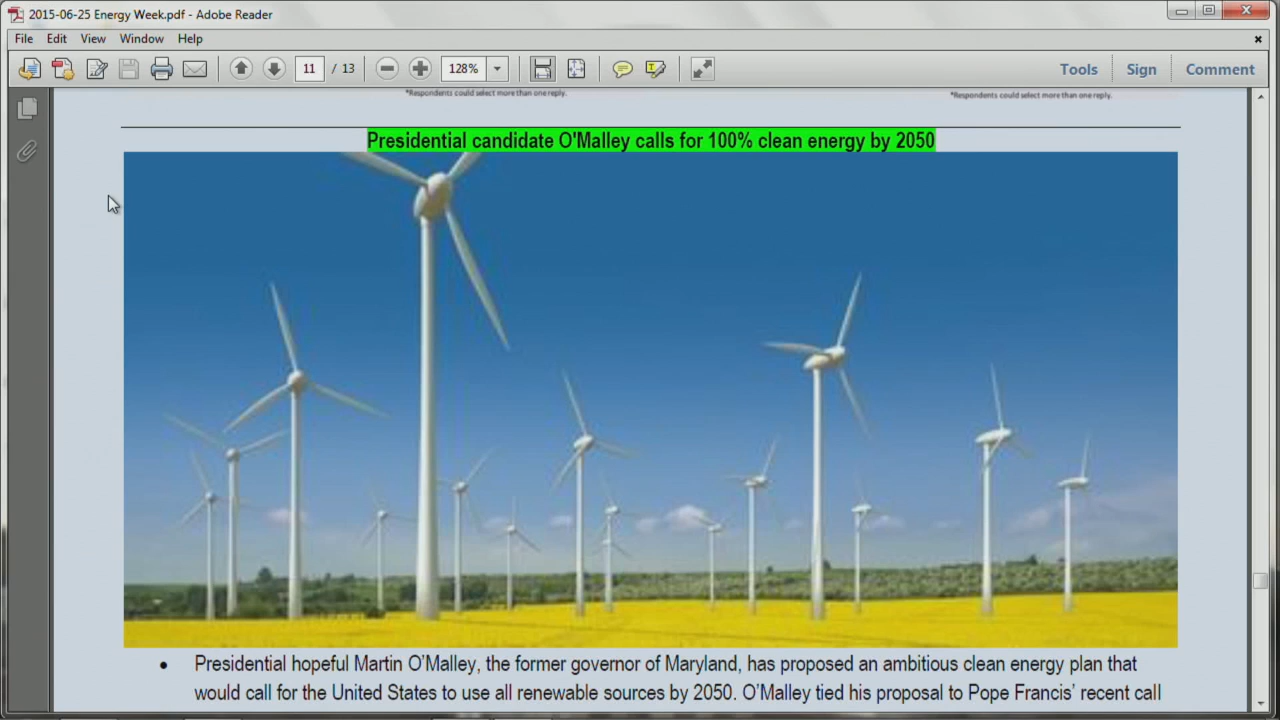 2015-06-25 Energy Week.pdf - Adobe Reader
File Edit View Window Help
11 / 13 128% Tools Sign Comment
*Respondents could select more than one reply. *Respondents could select more than one reply.
Presidential candidate O'Malley calls for 100% clean energy by 2050
• Presidential hopeful Martin O'Malley, the former governor of Maryland, has proposed an ambitious clean energy plan that
would call for the United States to use all renewable sources by 2050. O'Malley tied his proposal to Pope Francis' recent call